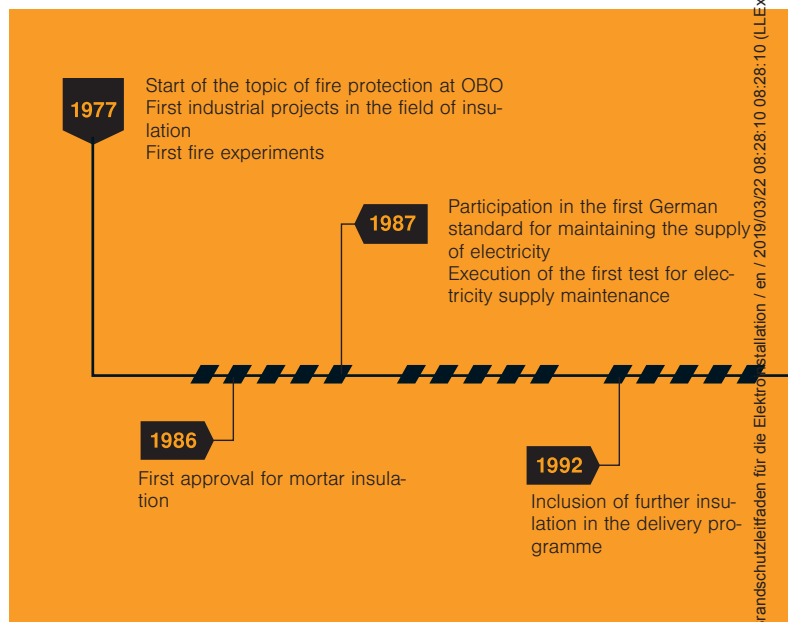 1977
Start of the topic of fire protection at OBO
First industrial projects in the field of insu-
lation
First fire experiments
1987
Participation in the first German
standard for maintaining the supply
of electricity
Execution of the first test for elec-
tricity supply maintenance
1986
First approval for mortar insula-
tion
1992
Inclusion of further insu-
lation in the delivery pro-
gramme
für die Elektro stallation / en / 2019/03/22 08:28:10 08:28:10